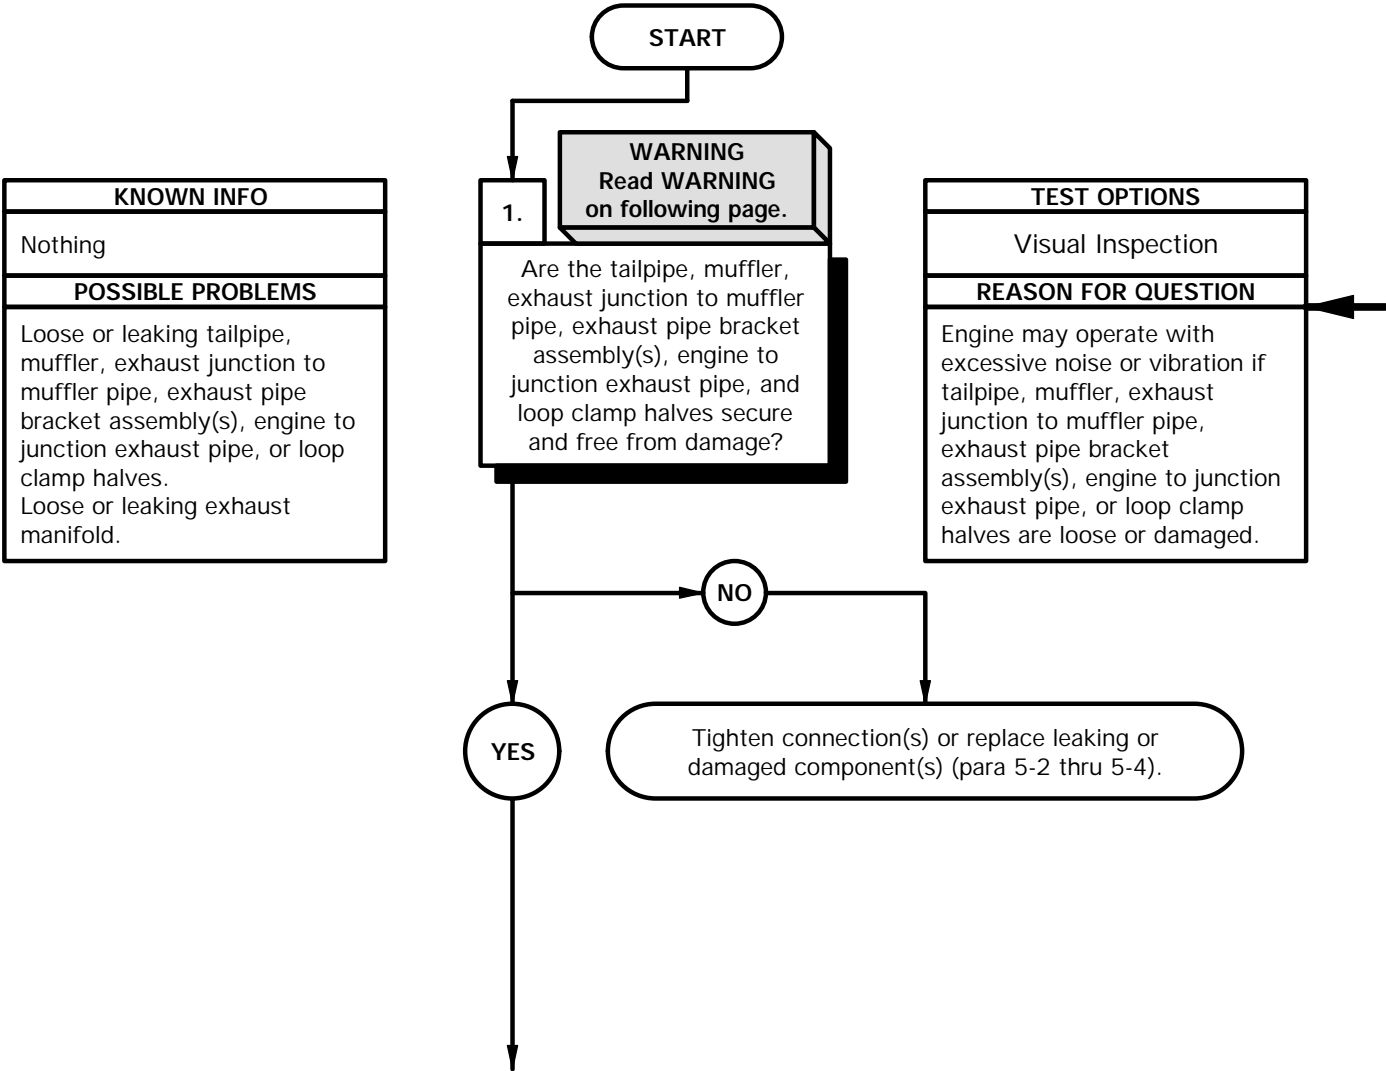 START
WARNING
Read WARNING
on following page.
KNOWN INFO
Nothing
POSSIBLE PROBLEMS
Loose or leaking tailpipe,
muffler, exhaust junction to
muffler pipe, exhaust pipe
bracket assembly(s), engine to
junction exhaust pipe, or loop
clamp halves.
Loose or leaking exhaust
manifold.
1.
Are the tailpipe, muffler,
exhaust junction to muffler
pipe, exhaust pipe bracket
assembly(s), engine to
junction exhaust pipe, and
loop clamp halves secure
and free from damage?
TEST OPTIONS
Visual Inspection
REASON FOR QUESTION
Engine may operate with
excessive noise or vibration if
tailpipe, muffler, exhaust
junction to muffler pipe,
exhaust pipe bracket
assembly(s), engine to junction
exhaust pipe, or loop clamp
halves are loose or damaged.
NO
YES
Tighten connection(s) or replace leaking or
damaged component(s) (para 5-2 thru 5-4).